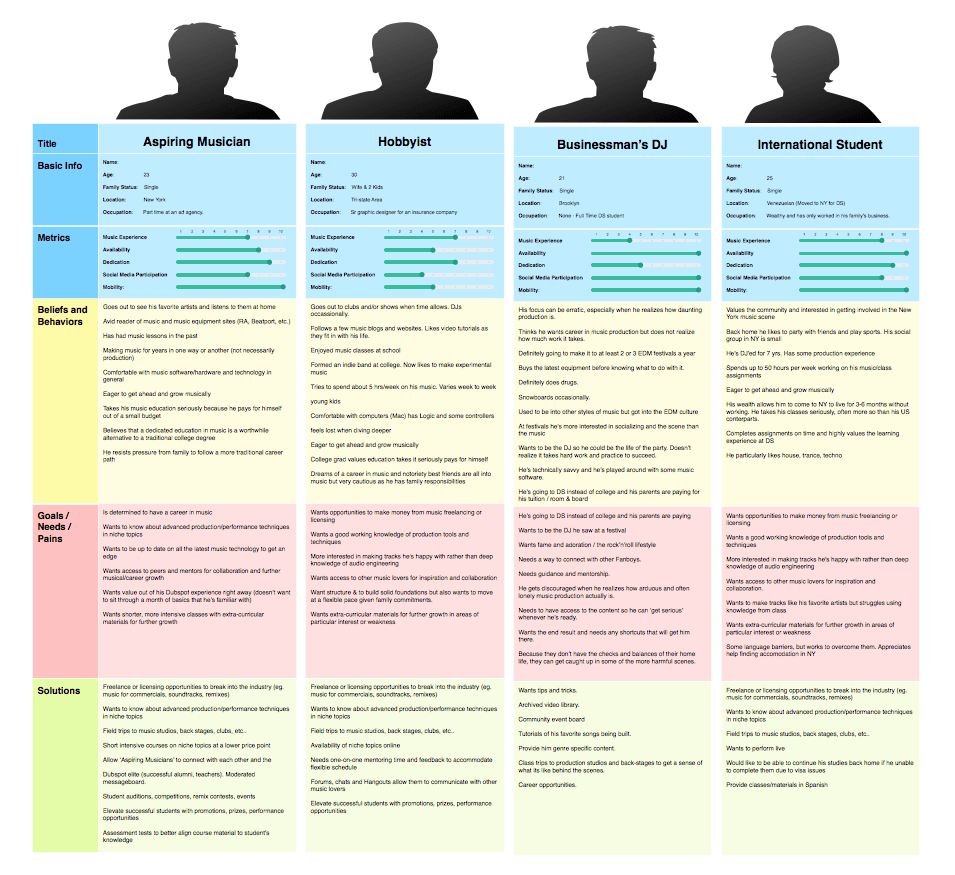 Title
Aspiring Musician
Hobbyist
Businessman's DJ
International Student
Basic Info
Name:
Age: 23
Family Status: Single
Location: New York
Occupation: Part time at an ad agency.
Name:
Age: 30
Family Status: Wife & 2 Kids
Location: Tri-state Area
Occupation: Sr graphic designer for an insurance company
Name:
Age: 21
Family Status: Single
Location: Brooklyn
Occupation: None - Full Time DS student
Name:
Age: 25
Family Status: Single
Location: Venezuelan (Moved to NY for DS)
Occupation: Wealthy and has only worked in his family's business.
Metrics
1 2 3 4 5 6 7 8 9 10
Music Experience
Availability
Dedication
Social Media Participation
Mobility:
1 2 3 4 5 6 7 8 9 10
Music Experience
Availability
Dedication
Social Media Participation
Mobility:
1 2 3 4 5 6 7 8 9 10
Music Experience
Availability
Dedication
Social Media Participation
Mobility:
1 2 3 4 5 6 7 8 9 10
Music Experience
Availability
Dedication
Social Media Participation
Mobility:
Beliefs and
Behaviors
Goes out to see his favorite artists and listens to them at home
Avid reader of music and music equipment sites (RA, Beatport, etc.)
Has had music lessons in the past
Making music for years in one way or another (not necessarily
production)
Comfortable with music software/hardware and technology in
general
Eager to get ahead and grow musically
Takes his music education seriously because he pays for himself
out of a small budget
Believes that a dedicated education in music is a worthwhile
alternative to a traditional college degree
He resists pressure from family to follow a more traditional career
path
Goes out to clubs and/or shows when time allows. DJs
occassionally.
Follows a few music blogs and websites. Likes video tutorials as
they fit in with his life.
Enjoyed music classes at school
Formed an indie band at college. Now likes to make experimental
music
Tries to spend about 5 hrs/week on his music. Varies week to week
young kids
Comfortable with computers (Mac) has Logic and some controllers
feels lost when diving deeper
Eager to get ahead and grow musically
College grad values education takes it seriously pays for himself
Dreams of a career in music and notoriety best friends are all into
music but very cautious as he has family responsibilities
His focus can be erratic, especially when he realizes how daunting
production is.
Thinks he wants career in music production but does not realize
how much work it takes.
Definitely going to make it to at least 2 or 3 EDM festivals a year
Buys the latest equipment before knowing what to do with it.
Definitely does drugs.
Snowboards occasionally.
Used to be into other styles of music but got into the EDM culture
At festivals he's more interested in socializing and the scene than
the music
Wants to be the DJ so he could be the life of the party. Doesn't
realize it takes hard work and practice to succeed.
He's technically savvy and he's played around with some music
software.
He's going to DS instead of college and his parents are paying for
his tuition / room & board
Values the community and interested in getting involved in the New
York music scene
Back home he likes to party with friends and play sports. His social
group in NY is small
He's DJ'ed for 7 yrs. Has some production experience
Spends up to 50 hours per week working on his music/class
assignments
Eager to get ahead and grow musically
His wealth allows him to come to NY to live for 3-6 months without
working. He takes his classes seriously, often more so than his US
conterparts.
Completes assignments on time and highly values the learning
experience at DS
He particularly likes house, trance, techno
Goals /
Needs /
Pains
Is determined to have a career in music
Wants to know about advanced production/performance techniques
in niche topics
Wants to be up to date on all the latest music technology to get an
edge
Wants access to peers and mentors for collaboration and further
musical/career growth
Wants value out of his Dubspot experience right away (doesn't want
to sit through a month of basics that he's familiar with)
Wants shorter, more intensive classes with extra-curricular
materials for further growth
Wants opportunities to make money from music freelancing or
licensing
Wants a good working knowledge of production tools and
techniques
More interested in making tracks he's happy with rather than deep
knowledge of audio engineering
Wants access to other music lovers for inspiration and collaboration
Want structure & to build solid foundations but also wants to move
at a flexible pace given family commitments.
Wants extra-curricular materials for further growth in areas of
particular interest or weakness
He's going to DS instead of college and his parents are paying
Wants to be the DJ he saw at a festival
Wants fame and adoration / the rock'n'roll lifestyle
Needs a way to connect with other Fanboys.
Needs guidance and mentorship.
He gets discouraged when he realizes how arduous and often
lonely music production actually is.
Needs to have access to the content so he can 'get serious'
whenever he's ready.
Wants the end result and needs any shortcuts that will get him
there.
Because they don't have the checks and balances of their home
life, they can get caught up in some of the more harmful scenes.
Wants opportunities to make money from music freelancing or
licensing
Wants a good working knowledge of production tools and
techniques
More interested in making tracks he's happy with rather than deep
knowledge of audio engineering
Wants access to other music lovers for inspiration and
collaboration.
Wants to make tracks like his favorite artists but struggles using
knowledge from class
Wants extra-curricular materials for further growth in areas of
particular interest or weakness
Some language barriers, but works to overcome them. Appreciates
help finding accomodation in NY
Solutions
Freelance or licensing opportunities to break into the industry (eg.
music for commercials, soundtracks, remixes)
Wants to know about advanced production/performance techniques
in niche topics
Field trips to music studios, back stages, clubs, etc..
Short intensive courses on niche topics at a lower price point
Allow 'Aspiring Musicians' to connect with each other and the
Dubspot elite (successful alumni, teachers). Moderated
messageboard.
Student auditions, competitions, remix contests, events
Elevate successful students with promotions, prizes, performance
opportunities
Assessment tests to better align course material to student's
knowledge
Freelance or licensing opportunities to break into the industry (eg.
music for commercials, soundtracks, remixes)
Wants to know about advanced production/performance techniques
in niche topics
Field trips to music studios, back stages, clubs, etc..
Availability of niche topics online
Needs one-on-one mentoring time and feedback to accommodate
flexible schedule
Forums, chats and Hangouts allow them to communicate with other
music lovers
Elevate successful students with promotions, prizes, performance
opportunities
Wants tips and tricks.
Archived video library.
Community event board
Tutorials of his favorite songs being built.
Provide him genre specific content.
Class trips to production studios and back-stages to get a sense of
what its like behind the scenes.
Career opportunities.
Freelance or licensing opportunities to break into the industry (eg.
music for commercials, soundtracks, remixes)
Wants to know about advanced production/performance techniques
in niche topics
Field trips to music studios, back stages, clubs, etc..
Wants to perform live
Would like to be able to continue his studies back home if he unable
to complete them due to visa issues
Provide classes/materials in Spanish